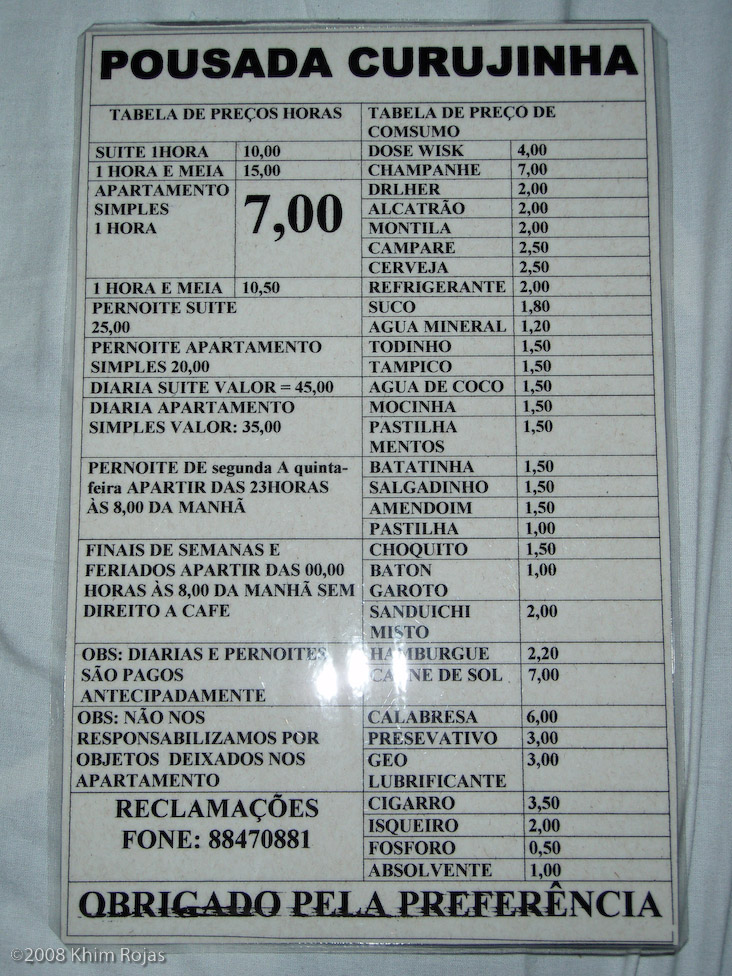 POUSADA CURUJINHA
TABELA DE PREÇOS HORAS
SUITE 1HORA 10,00
1 HORA E MEIA 15,00
APARTAMENTO
SIMPLES
1 HORA
7,00
1 HORA E MEIA 10,50
PERNOITE SUITE
25,00
PERNOITE APARTAMENTO
SIMPLES 20,00
DIARIA SUITE VALOR = 45,00
DIARIA APARTAMENTO
SIMPLES VALOR: 35,00
PERNOITE DE segunda A quinta-
feira APARTIR DAS 23HORAS
ÀS 8,00 DA MANHÃ
FINAIS DE SEMANAS E
FERIADOS APARTIR DAS 00,00
HORAS ÀS 8,00 DA MANHÃ SEM
DIREITO A CAFE
OBS: DIARIAS E PERNOITES
SÃO PAGOS
ANTECIPADAMENTE
OBS: NÃO NOS
RESPONSABILIZAMOS POR
OBJETOS DEIXADOS NOS
APARTAMENTO
RECLAMAÇÕES
FONE: 88470881
TABELA DE PREÇO DE
COMSUMO
DOSE WISK 4,00
CHAMPANHE 7,00
DRLHER 2,00
ALCATRÃO 2,00
MONTILA 2,00
CAMPARE 2,50
CERVEJA 2,50
REFRIGERANTE 2,00
SUCO 1,80
AGUA MINERAL 1,20
TODINHO 1,50
TAMPICO 1,50
AGUA DE COCO 1,50
MOCINHA 1,50
PASTILHA 1,50
MENTOS
BATATINHA 1,50
SALGADINHO 1,50
AMENDOIM 1,50
PASTILHA 1,00
CHOQUITO 1,50
BATON 1,00
GAROTO
SANDUICHI 2,00
MISTO
HAMBURGUE 2,20
CARNE DE SOL 7,00
CALABRESA 6,00
PRESEVATIVO 3,00
GEO 3,00
LUBRIFICANTE
CIGARRO 3,50
ISQUEIRO 2,00
FOSFORO 0,50
ABSOLVENTE 1,00
OBRIGADO PELA PREFERÊNCIA
©2008 Khim Rojas